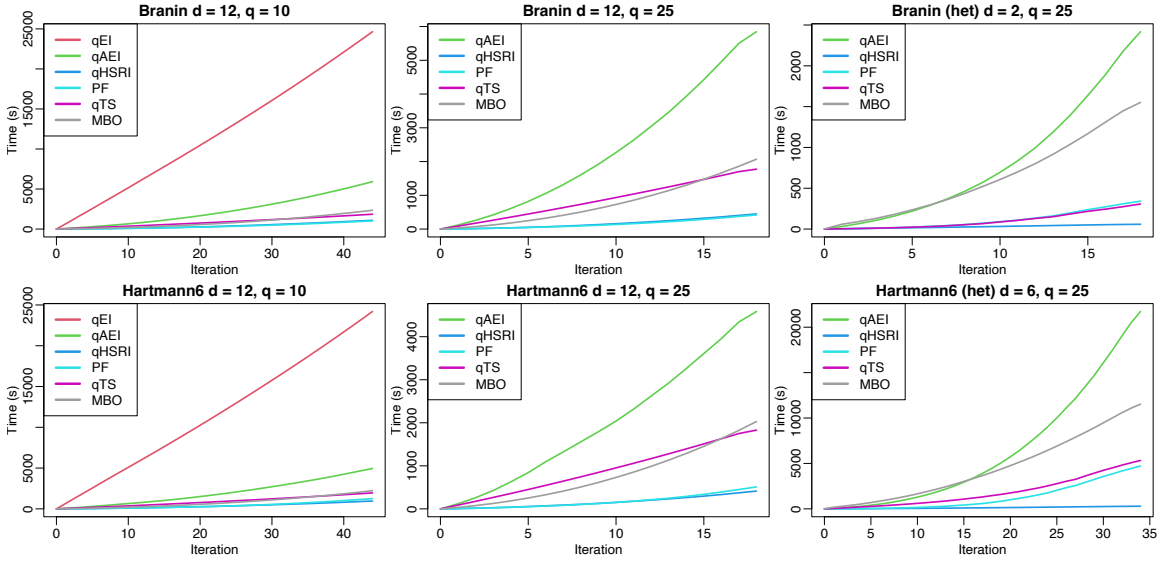 Branin d = 12, q = 10
Time (s)
0 5000 15000 25000
qEI
qAEI
qHSRI
PF
qTS
MBO
0 10 20 30 40
Iteration
Branin d = 12, q = 25
Time (s)
0 1000 3000 5000
qAEI
qHSRI
PF
qTS
MBO
0 5 10 15
Iteration
Branin (het) d = 2, q = 25
Time (s)
0 500 1000 2000
qAEI
qHSRI
PF
qTS
MBO
0 5 10 15
Iteration
Hartmann6 d = 12, q = 10
Time (s)
0 5000 15000 25000
qEI
qAEI
qHSRI
PF
qTS
MBO
0 10 20 30 40
Iteration
Hartmann6 d = 12, q = 25
Time (s)
0 1000 2000 3000 4000
qAEI
qHSRI
PF
qTS
MBO
0 5 10 15
Iteration
Hartmann6 (het) d = 6, q = 25
Time (s)
0 5000 10000 20000
qAEI
qHSRI
PF
qTS
MBO
0 5 10 15 20 25 30 35
Iteration